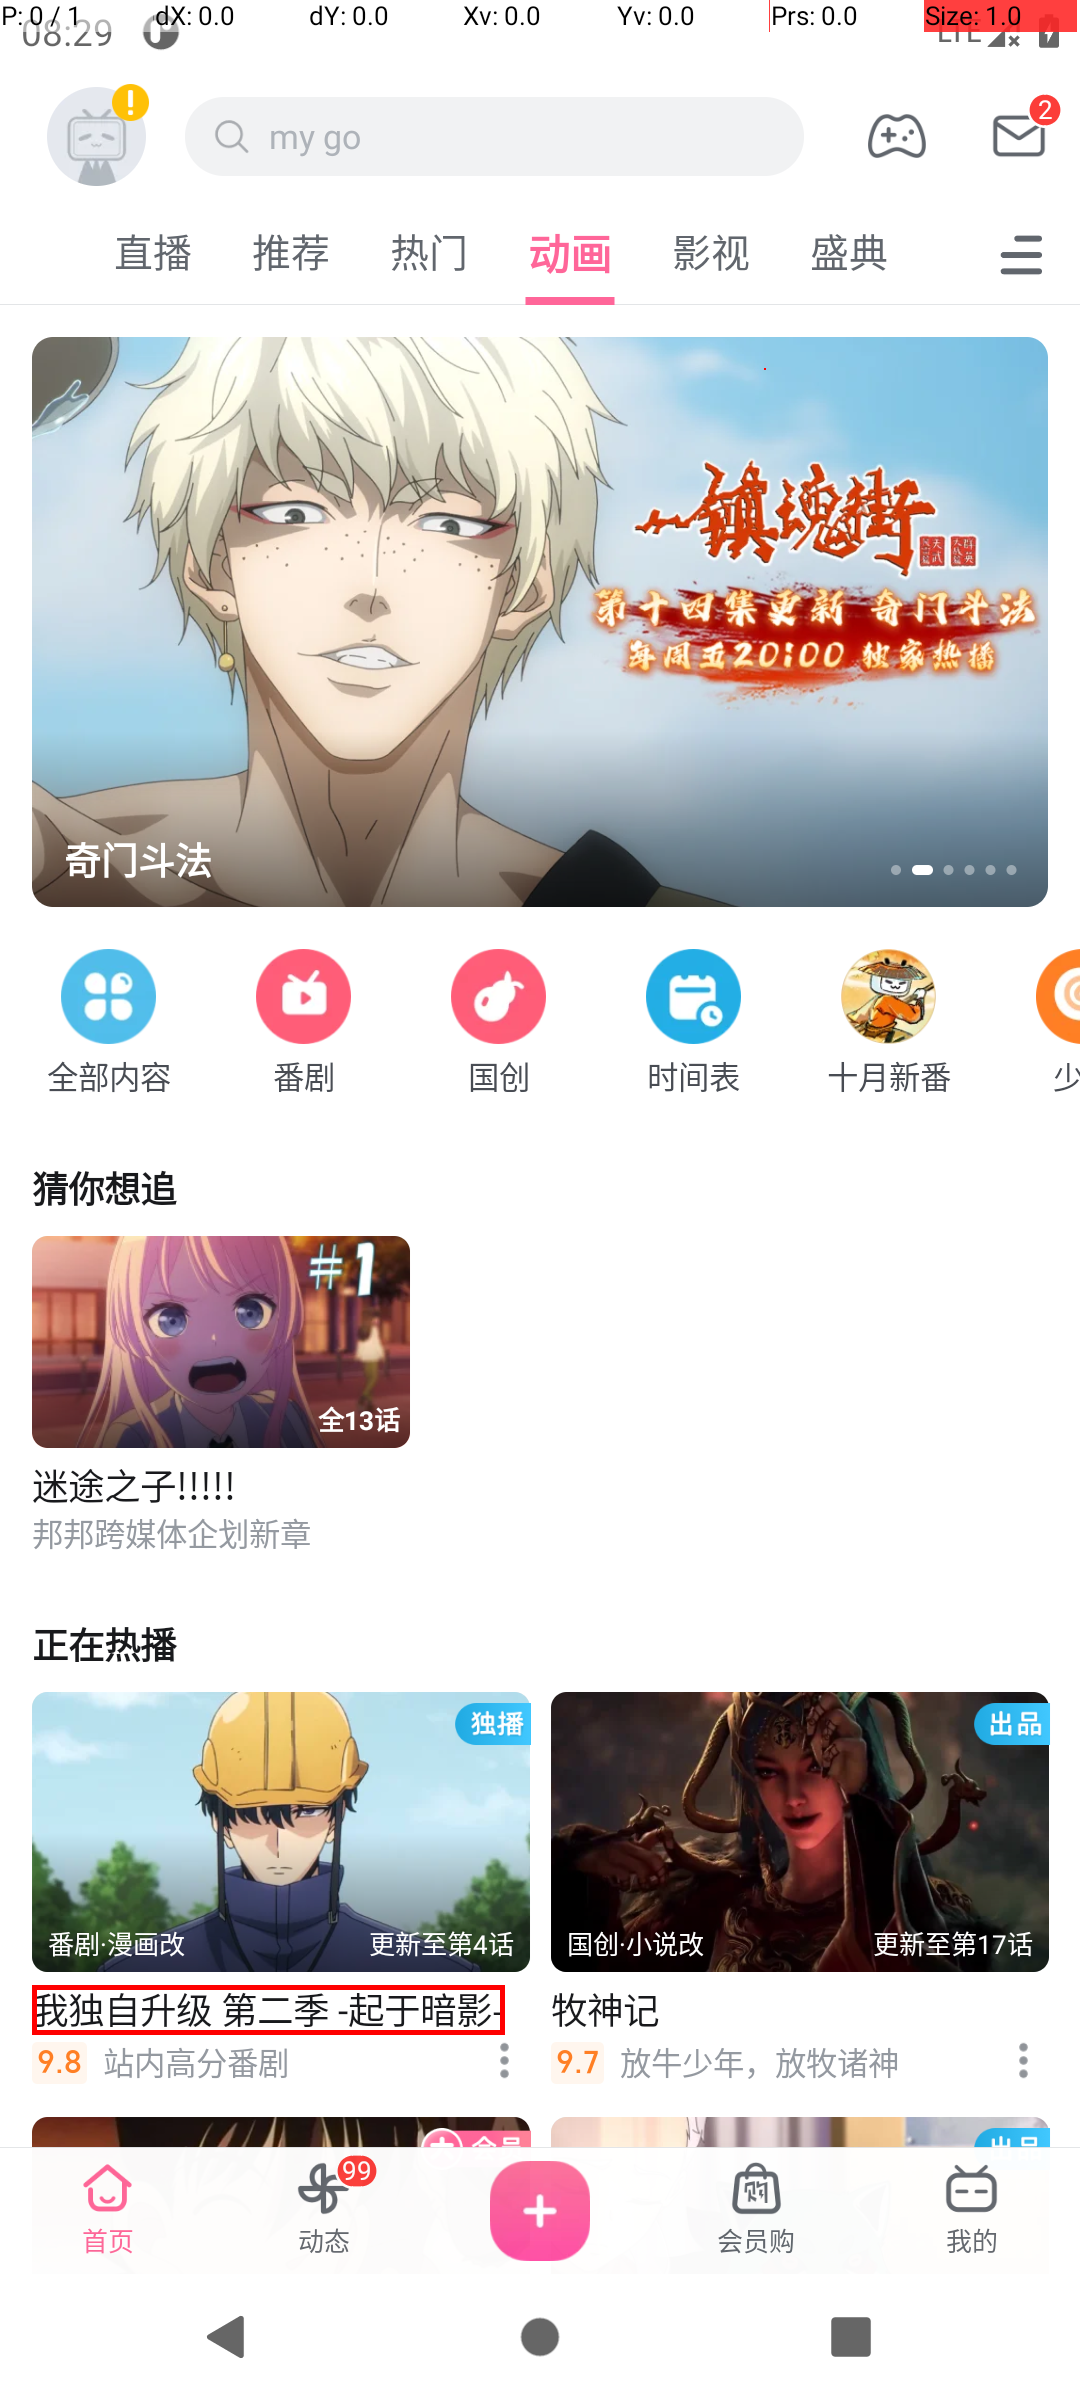 P: 0 / 1 dX: 0.0 dY: 0.0 Xv: 0.0 Yv: 0.0 Prs: 0.0 Size: 1.0
08:29 LTE
my go
2
直播 推荐 热门 动画 影视 盛典
镇魂街
第十四集更新 奇门斗法
每周五20:00 独家热播
奇门斗法
全部内容 番剧 国创 时间表 十月新番 少
猜你想追
#1
全13话
迷途之子!!!!!
邦邦跨媒体企划新章
正在热播
独播
番剧·漫画改 更新至第4话
我独自升级 第二季 -起于暗影-
9.8 站内高分番剧
出品
国创·小说改 更新至第17话
牧神记
9.7 放牛少年，放牧诸神
会员
出品
首页 动态 99 会员购 我的